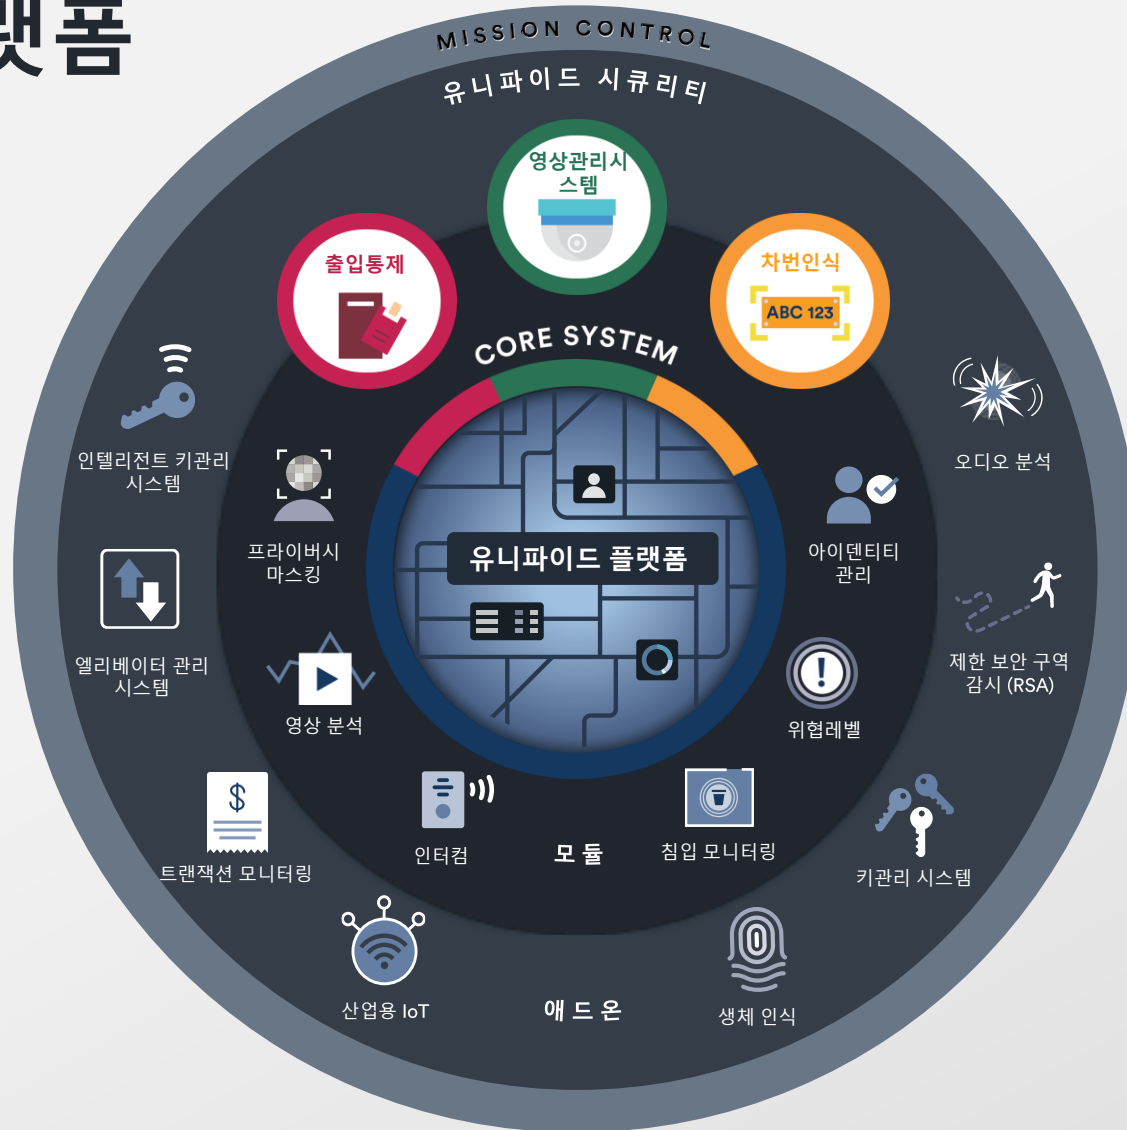 랫폼
MISSION CONTROL
유니파이드 시큐리티
영상관리시
스템
출입통제
차번인식
ABC 123
CORE SYSTEM
인텔리전트 키관리
시스템
프라이버시
마스킹
유니파이드 플랫폼
아이덴티티
관리
오디오 분석
엘리베이터 관리
시스템
영상 분석
위협레벨
제한 보안 구역
감시 (RSA)
$
트랜잭션 모니터링
인터컴
모듈
침입 모니터링
키관리 시스템
산업용 IoT
애드온
생체 인식